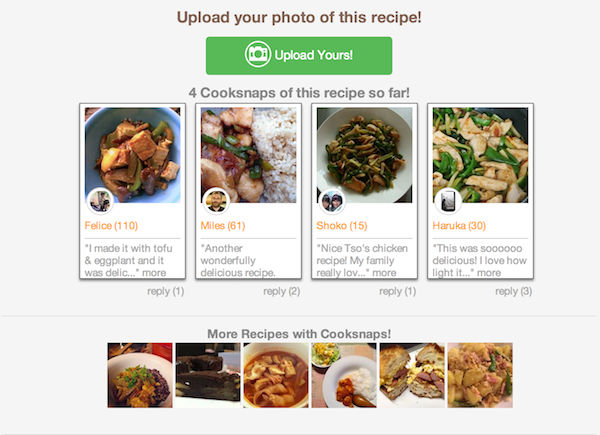 Upload your photo of this recipe!
Upload Yours!
4 Cooksnaps of this recipe so far!
Felice (110)
"I made it with tofu
& eggplant and it
was delic..." more
reply (1)
Miles (61)
"Another
wonderfully
delicious recipe.
reply (2)
Shoko (15)
"Nice Tso's chicken
recipe! My family
really lov..." more
reply (1)
Haruka (30)
"This was soooooo
delicious! I love how
light it..." more
reply (3)
More Recipes with Cooksnaps!